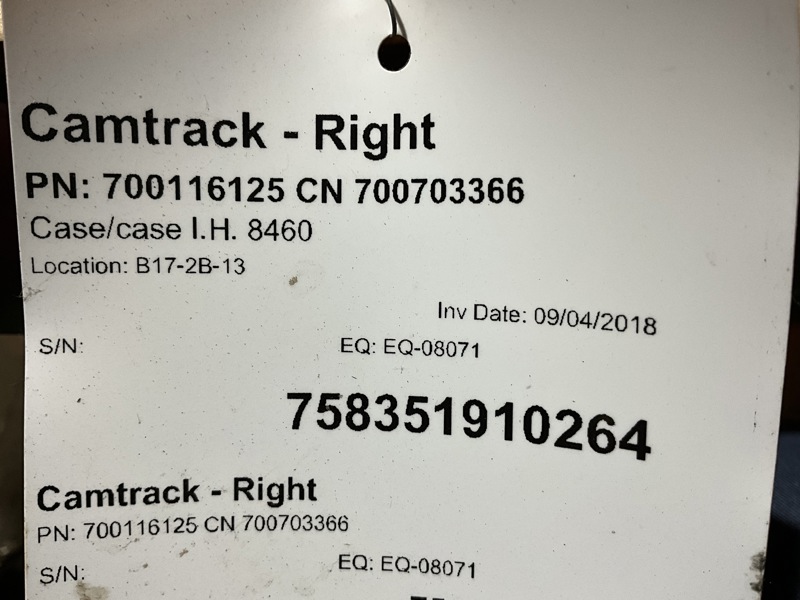 Camtrack - Right
PN: 700116125 CN 700703366
Case/case I.H. 8460
Location: B17-2B-13
Inv Date: 09/04/2018
S/N: EQ: EQ-08071
758351910264
Camtrack - Right
PN: 700116125 CN 700703366
S/N: EQ: EQ-08071